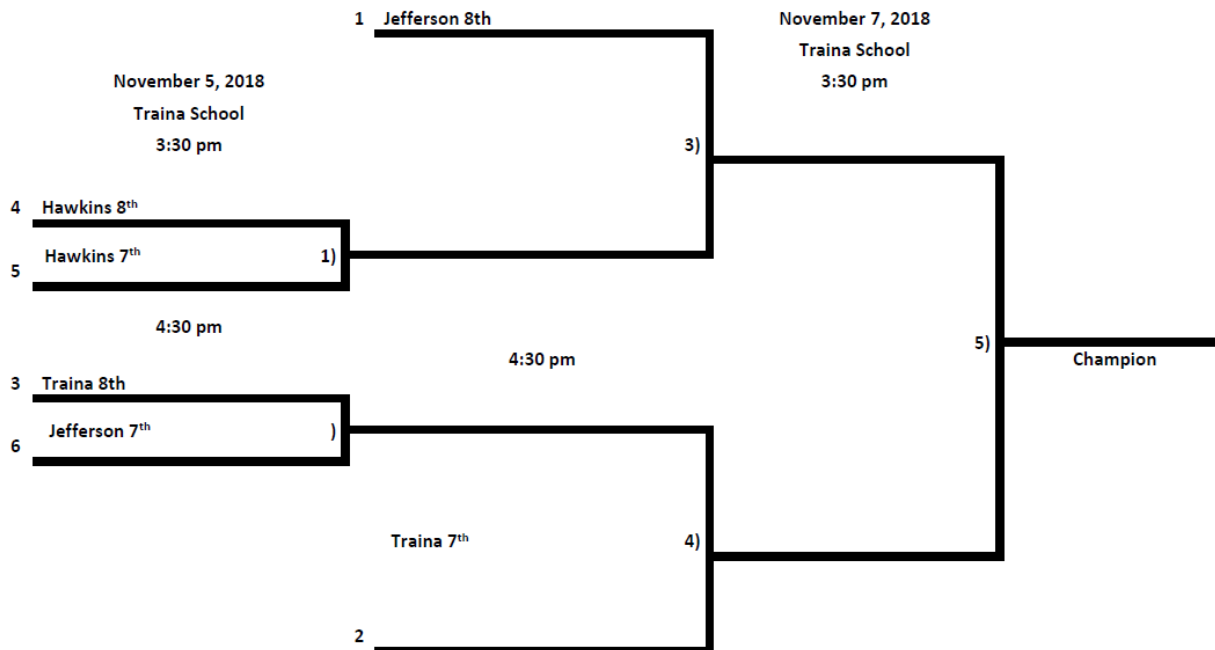 1 Jefferson 8th
November 7, 2018
Traina School
3:30 pm
November 5, 2018
Traina School
3:30 pm
3)
4 Hawkins 8th
Hawkins 7th
1)
5
4:30 pm
5)
4:30 pm
Champion
3 Traina 8th
Jefferson 7th
)
6
Traina 7th
4)
2